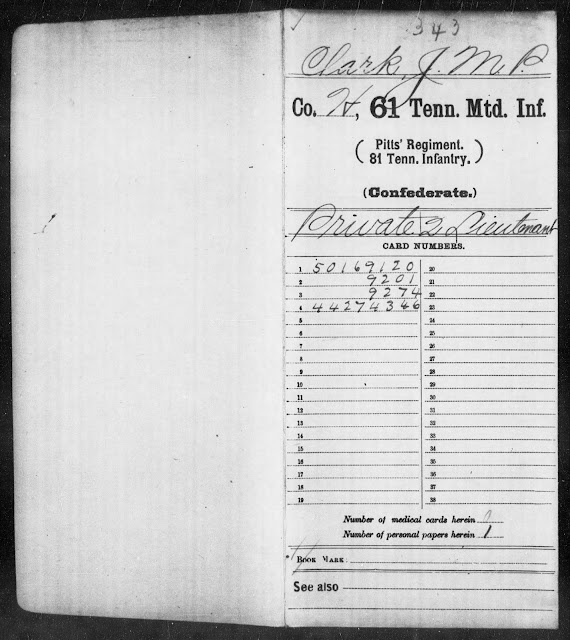 343
Clark, J. M. P.
Co. H, 61 Tenn. Mtd. Inf.
(Pitts' Regiment.
81 Tenn. Infantry.)
(Confederate.)
Private 2 Lieutenant
CARD NUMBERS.
1 50169120 20
2 9201 21
3 9274 22
4 44274346 23
5 24
6 25
7 26
8 27
9 28
10 29
11 30
12 31
13 32
14 33
15 34
16 35
17 36
18 37
19 38
Number of medical cards herein 0
Number of personal papers herein 1
BOOK MARK:
See also